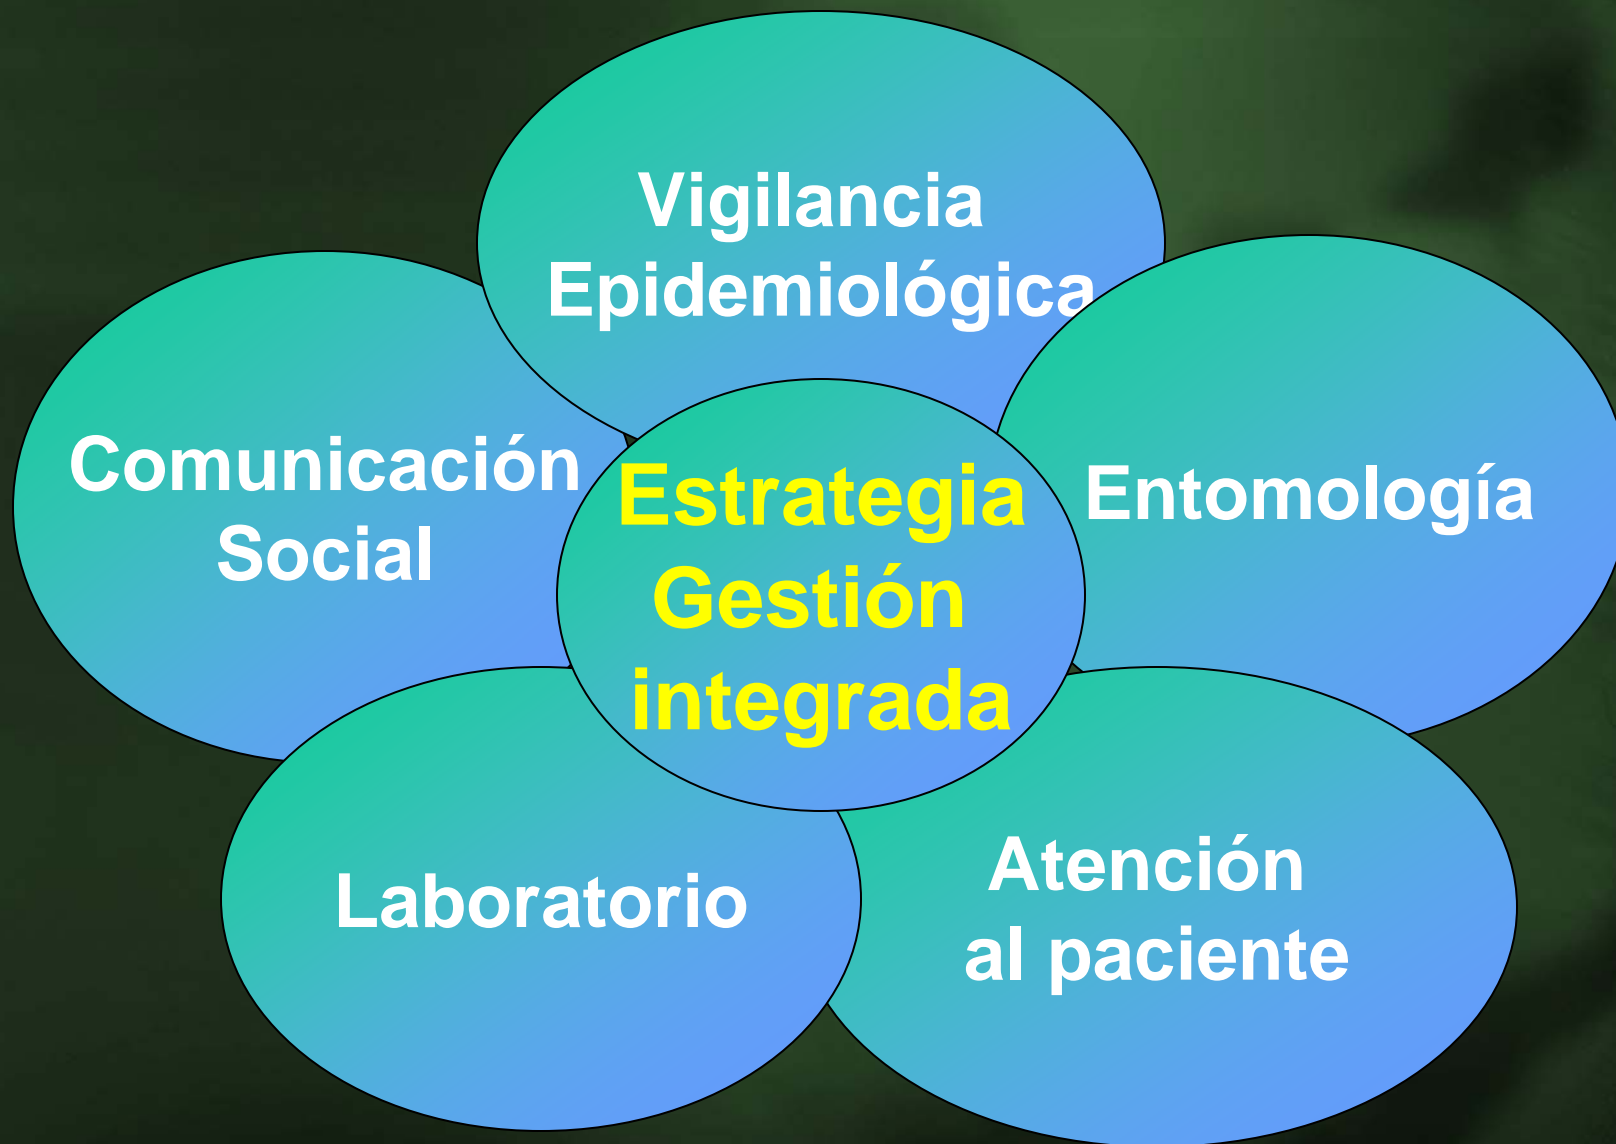 Vigilancia
Epidemiológica
Comunicación
Social
Estrategia
Gestión
integrada
Entomología
Laboratorio
Atención
al paciente